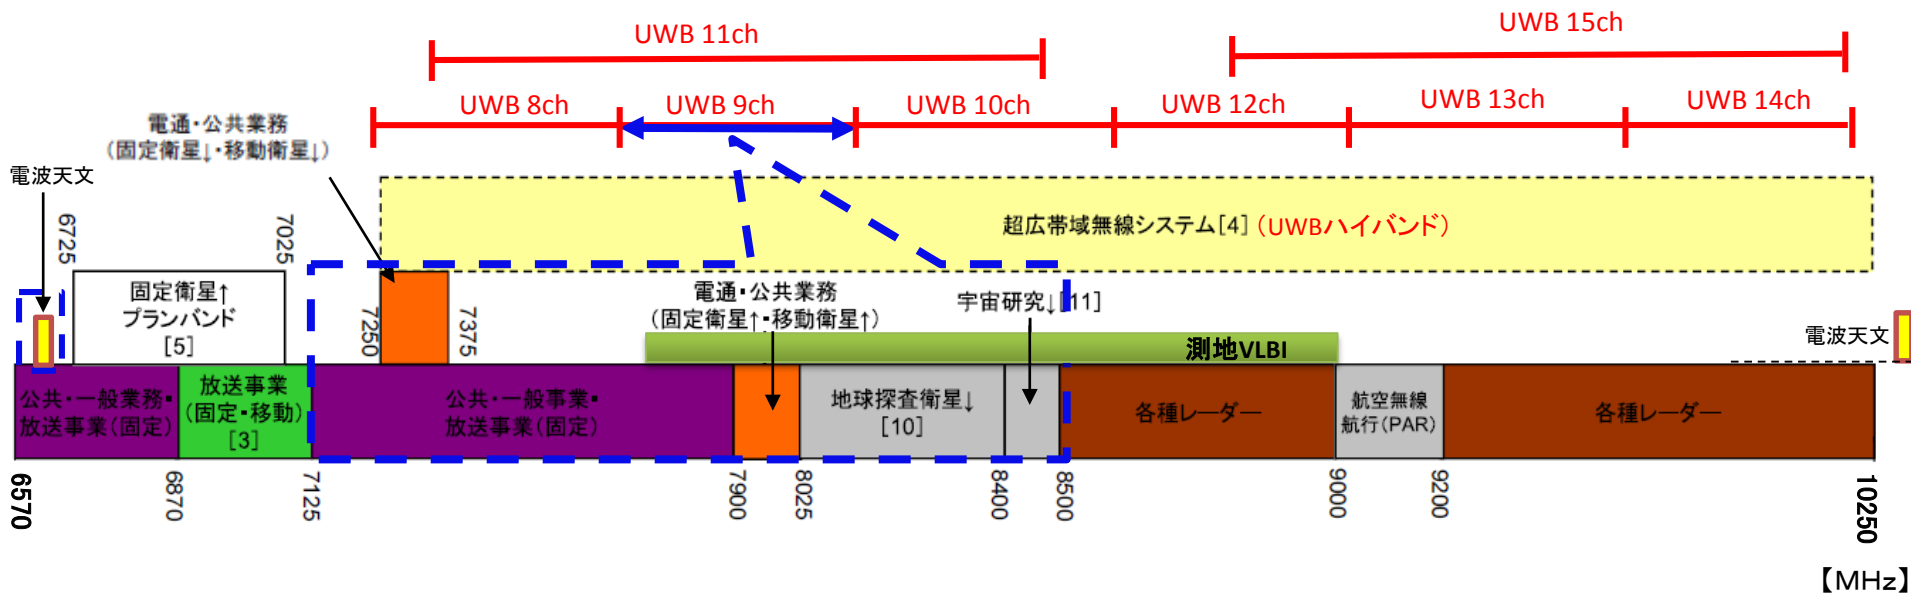 UWB 11ch
UWB 15ch
UWB 8ch
UWB 9ch
UWB 10ch
UWB 12ch
UWB 13ch
UWB 14ch
電通・公共業務
(固定衛星↓・移動衛星↓)
電波天文
6725
7025
超広帯域無線システム[4] (UWBハイバンド)
固定衛星↑
プランバンド
[5]
7250
7375
電通・公共業務
(固定衛星↑・移動衛星↑)
宇宙研究↓[11]
測地VLBI
電波天文
公共・一般業務・
放送事業(固定)
放送事業
(固定・移動)
[3]
公共・一般事業・
放送事業(固定)
地球探査衛星↓
[10]
各種レーダー
航空無線
航行(PAR)
各種レーダー
6570
6870
7125
7900
8025
8400
8500
9000
9200
10250
【MHz】